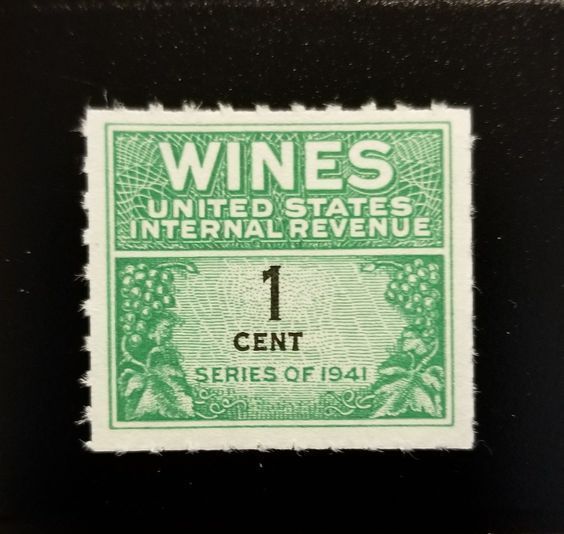 WINES
UNITED STATES
INTERNAL REVENUE
1
CENT
SERIES OF 1941